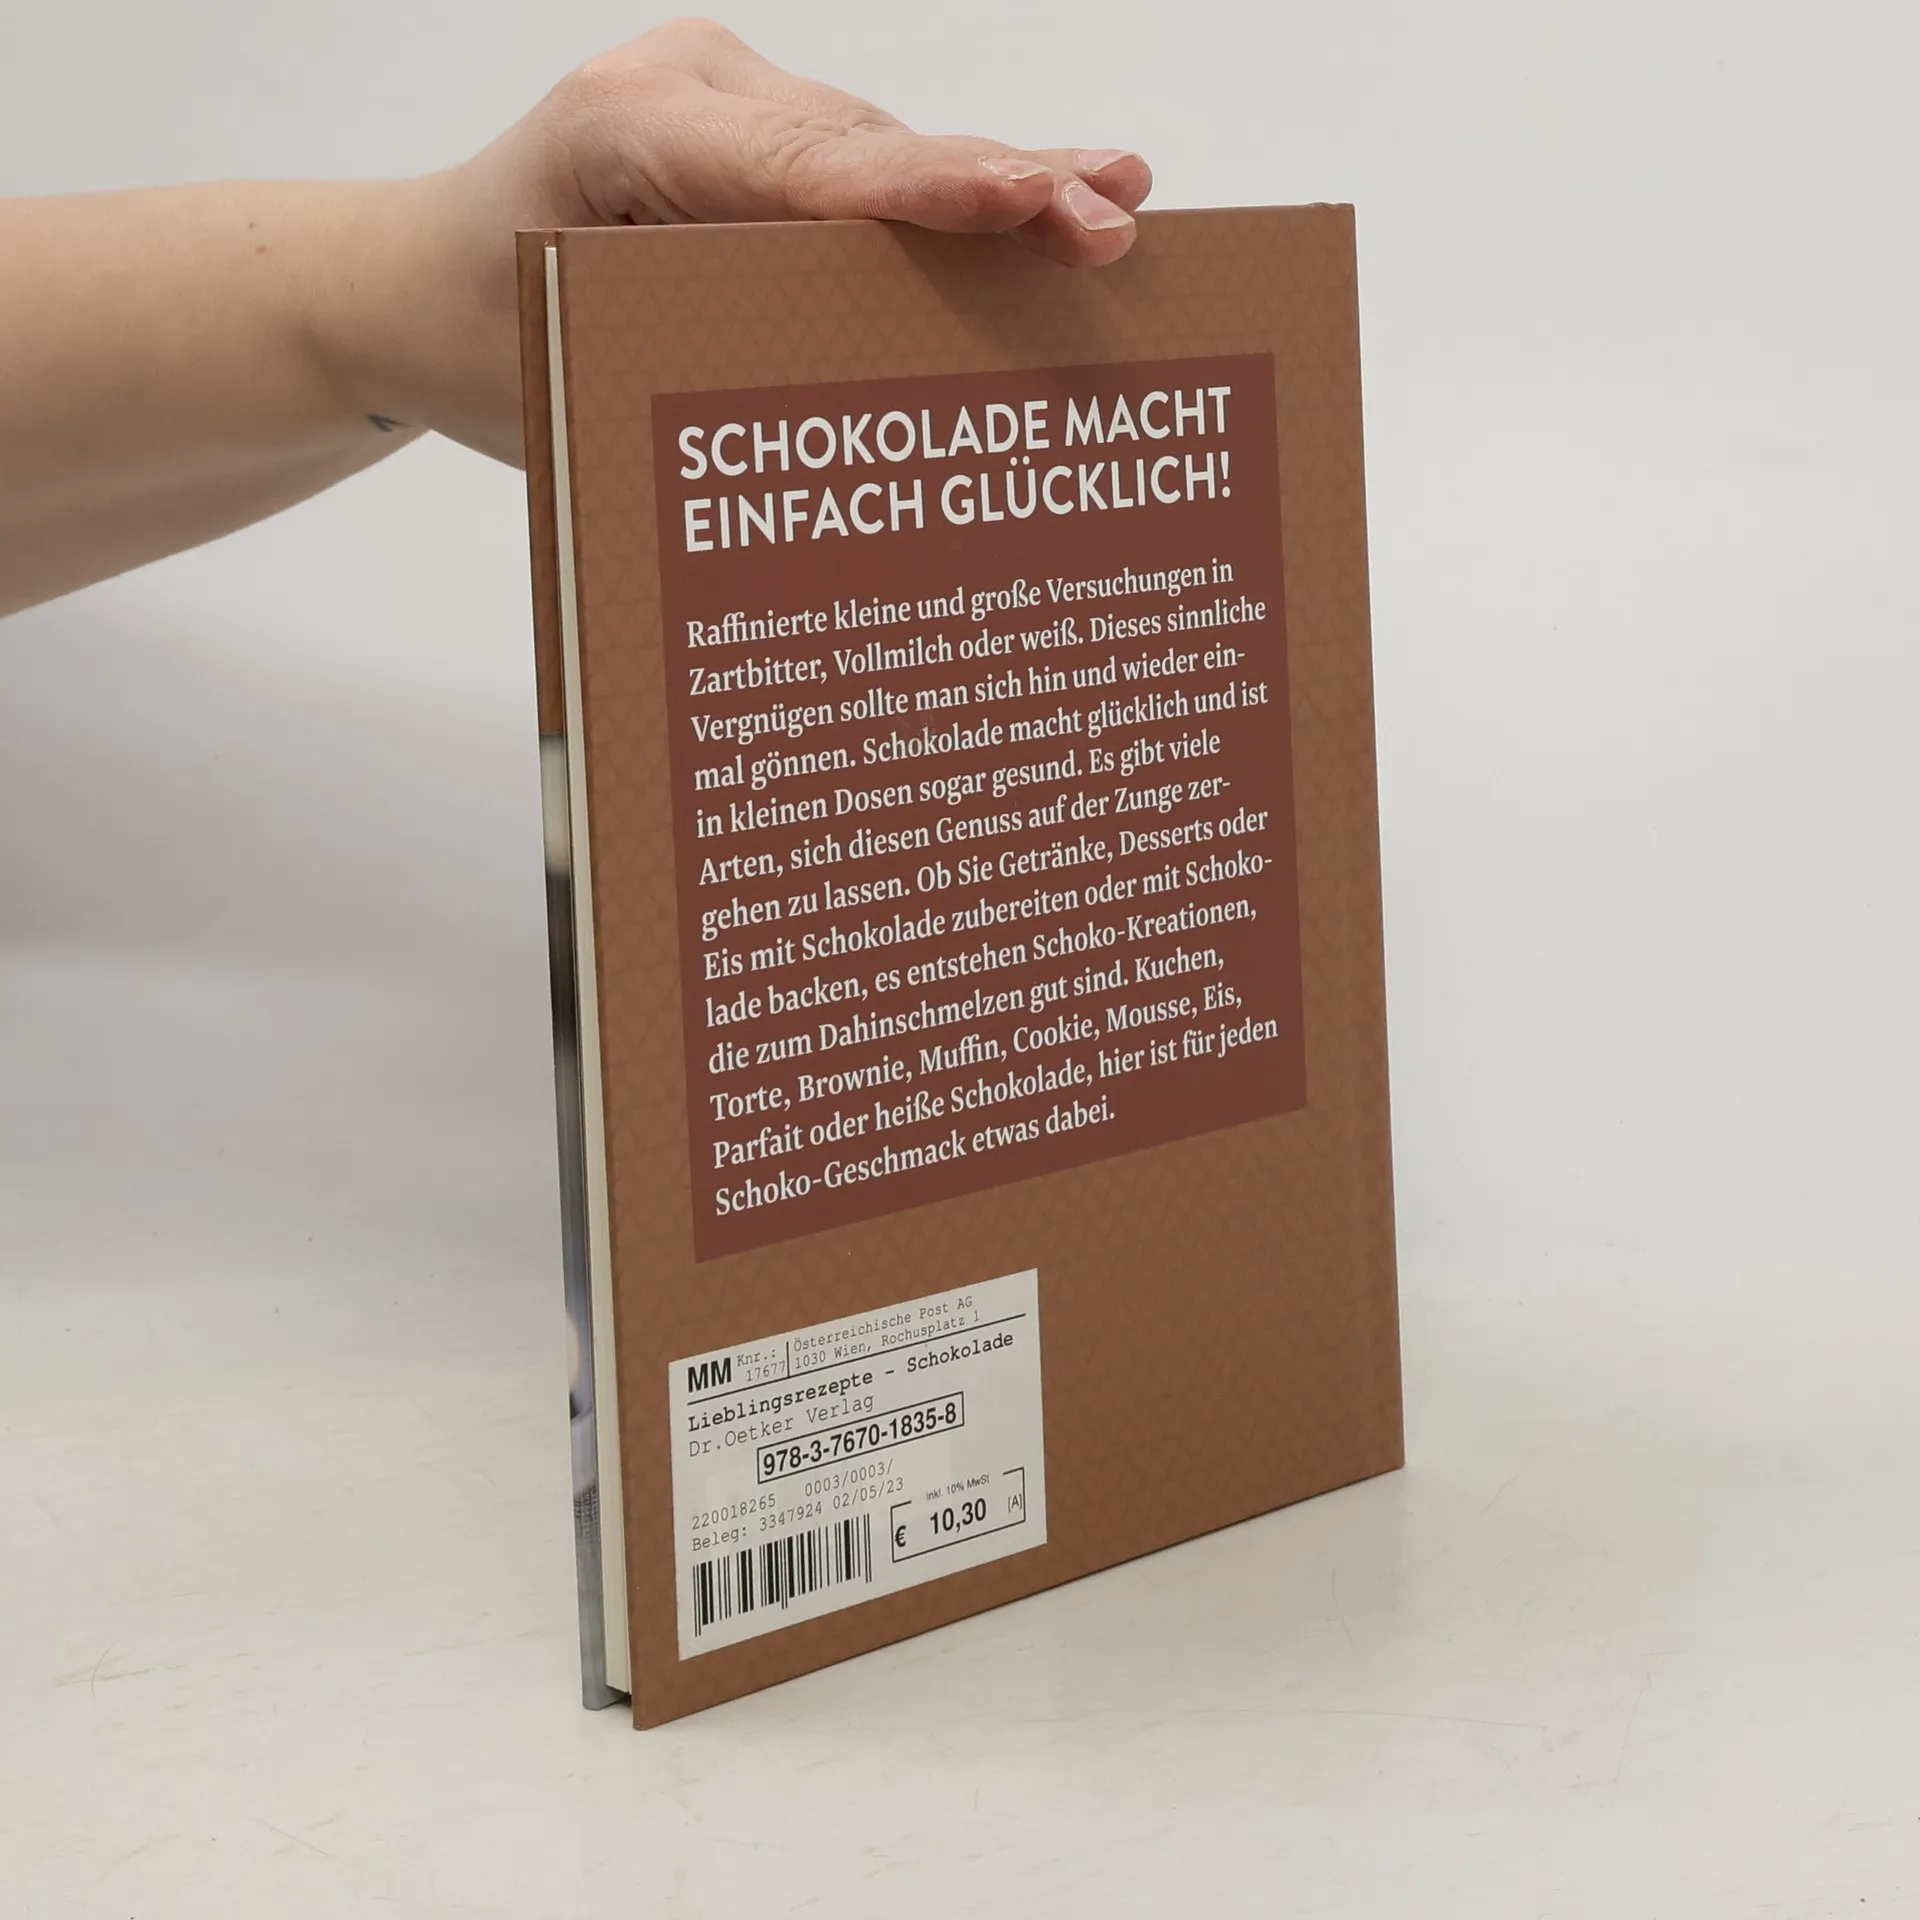 SCHOKOLADE MACHT
EINFACH GLÜCKLICH!
Raffinierte kleine und große Versuchungen in
Zartbitter, Vollmilch oder weiß. Dieses sinnliche
Vergnügen sollte man sich hin und wieder ein-
mal gönnen. Schokolade macht glücklich und ist
in kleinen Dosen sogar gesund. Es gibt viele
Arten, sich diesen Genuss auf der Zunge zer-
gehen zu lassen. Ob Sie Getränke, Desserts oder
Eis mit Schokolade zubereiten oder mit Schoko-
lade backen, es entstehen Schoko-Kreationen,
die zum Dahinschmelzen gut sind. Kuchen,
Torte, Brownie, Muffin, Cookie, Mousse, Eis,
Parfait oder heiße Schokolade, hier ist für jeden
Schoko-Geschmack etwas dabei.
MM Knr.: 17677
Österreichische Post AG
1030 Wien, Rochusplatz 1
Lieblingsrezepte - Schokolade
Dr.Oetker Verlag
978-3-7670-1835-8
220018265 0003/0003/
Beleg: 3347924 02/05/23
inkl. 10% MwSt
€ 10,30 [A]